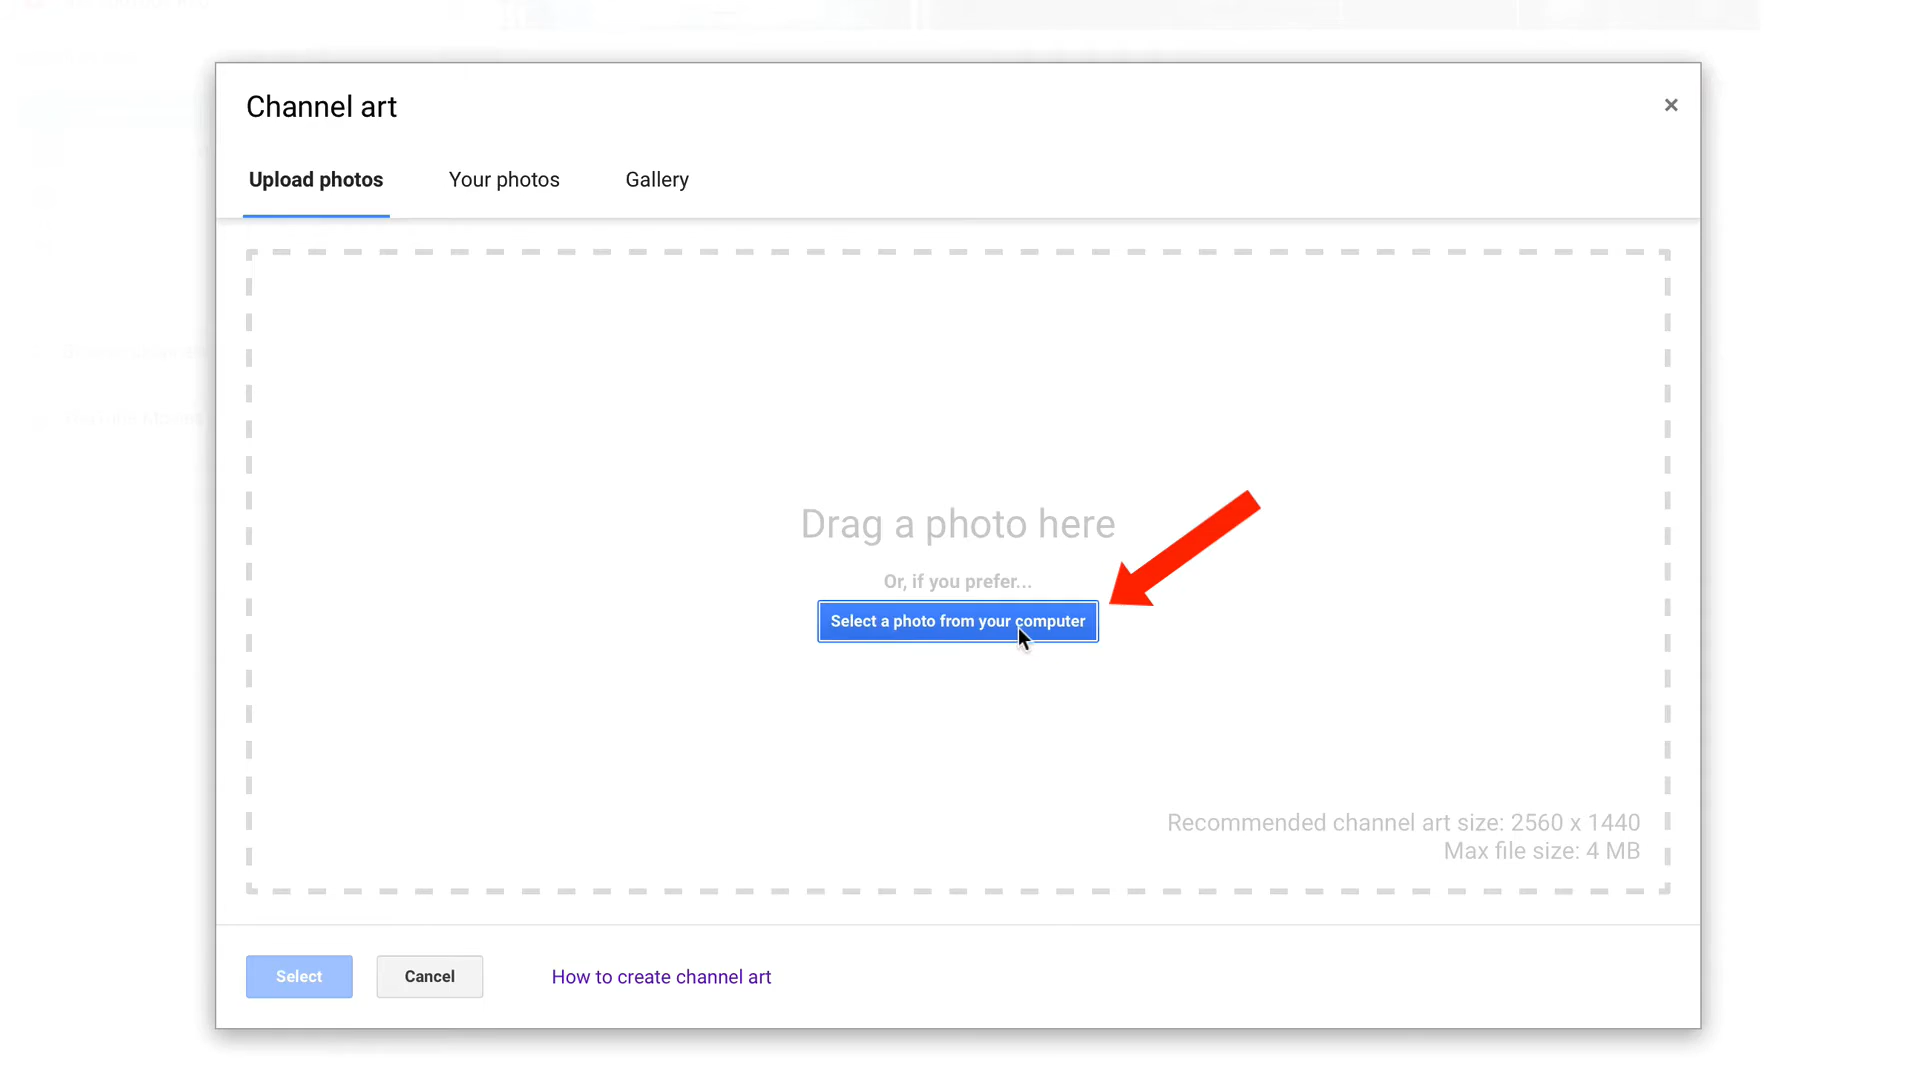 Channel art
×
Upload photos Your photos Gallery
Drag a photo here
Or, if you prefer...
Select a photo from your computer
Recommended channel art size: 2560 x 1440
Max file size: 4 MB
Select Cancel How to create channel art